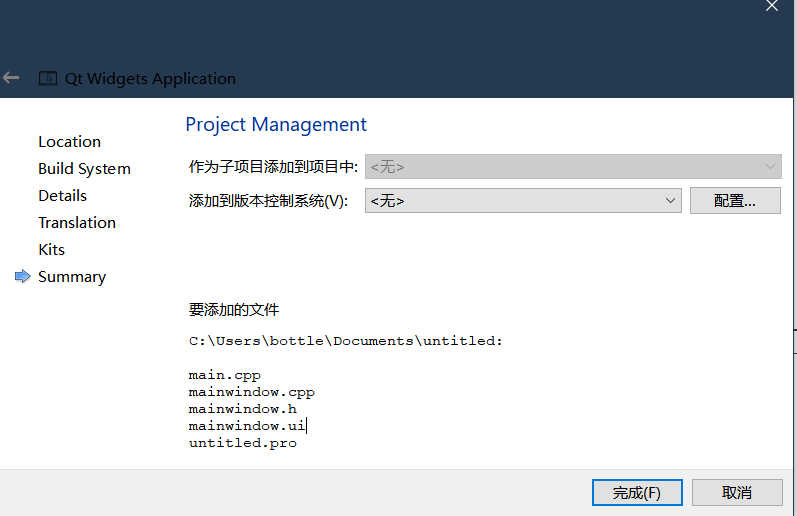 Qt Widgets Application
Location
Build System
Details
Translation
Kits
Summary
Project Management
作为子项目添加到项目中: <无>
添加到版本控制系统(V): <无> 配置...
要添加的文件
C:\Users\bottle\Documents\untitled:
main.cpp
mainwindow.cpp
mainwindow.h
mainwindow.ui
untitled.pro
完成(F) 取消